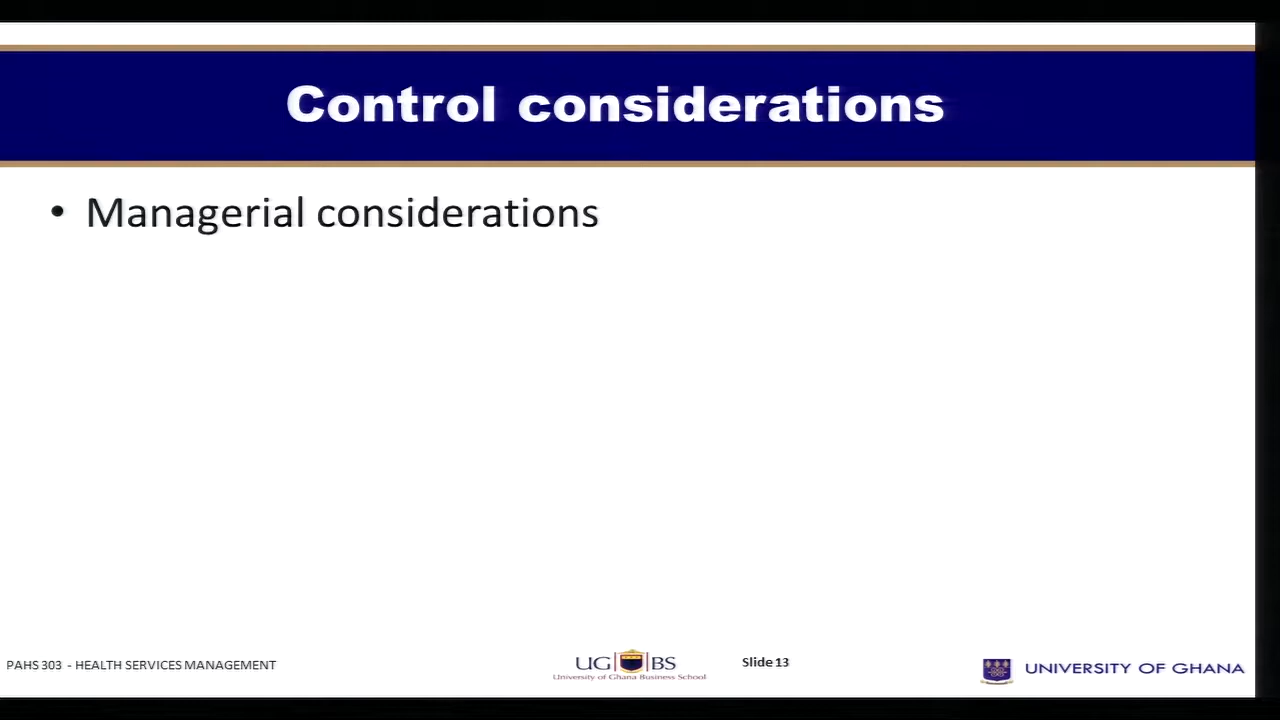 Control considerations
• Managerial considerations
PAHS 303 - HEALTH SERVICES MANAGEMENT
UG BS
University of Ghana Business School
Slide 13
UNIVERSITY OF GHANA